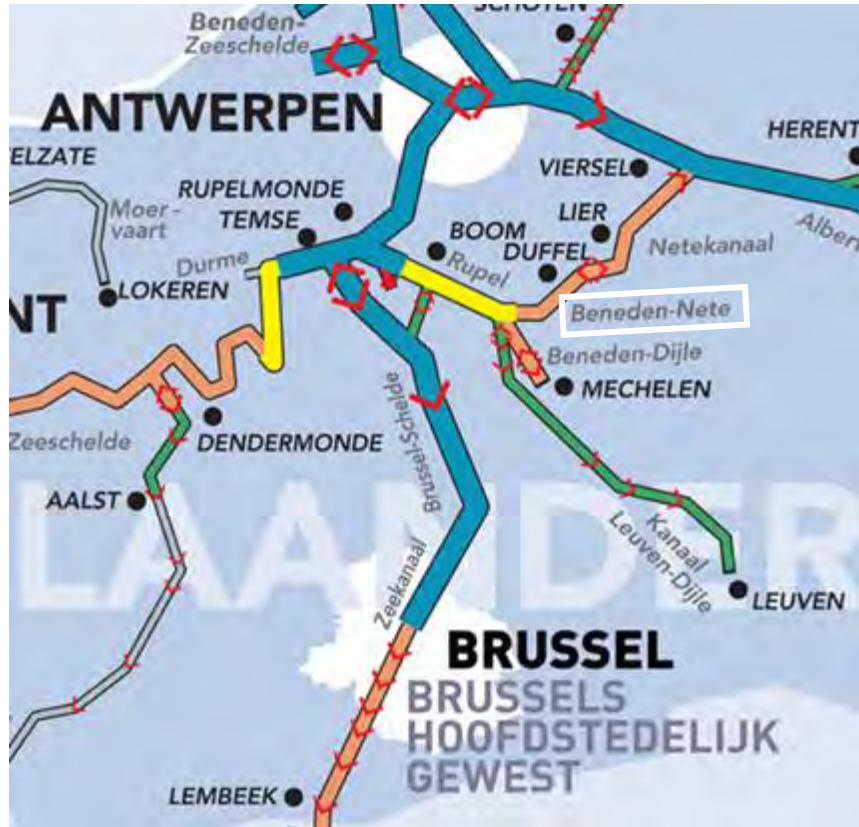 SCHOTEN
Beneden-
Zeeschelde
ANTWERPEN
HERENT
ELZATE
VIERSEL
RUPELMONDE
TEMSE
Moer-
vaart
LIER
BOOM
DUFFEL
Netekanaal
Albert
Durme
Rupel
LOKEREN
NT
Beneden-Nete
Beneden-Dijle
MECHELEN
Zeeschelde
DENDERMONDE
Brussel-Schelde
AALST
LAANDER
Kanaal
Leuven-Dijle
Zeekanaal
LEUVEN
BRUSSEL
BRUSSELS
HOOFDSTEDELIJK
GEWEST
LEMBEEK